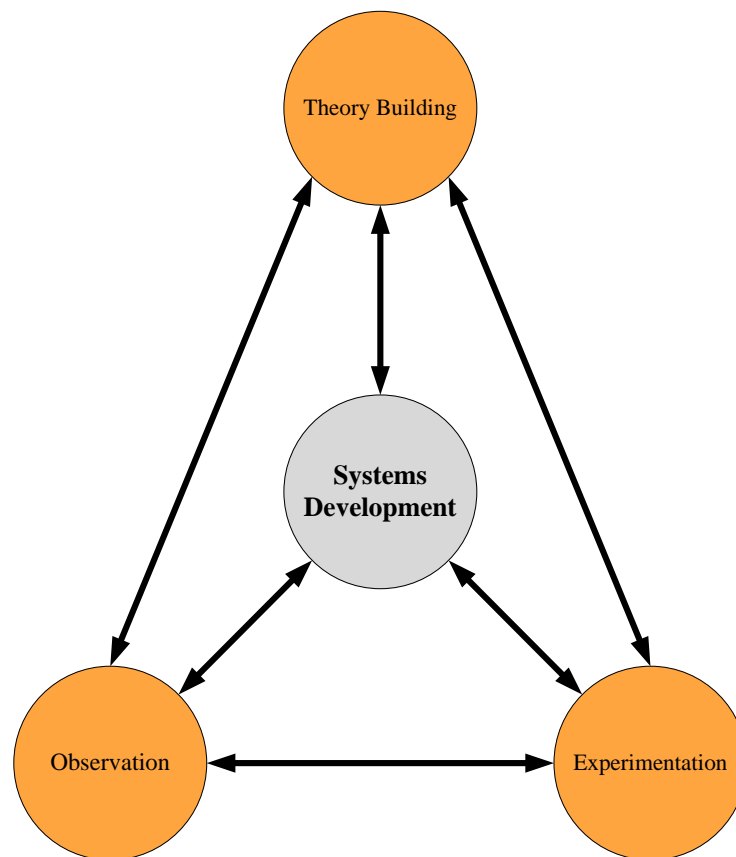 Theory Building
Systems
Development
Observation
Experimentation